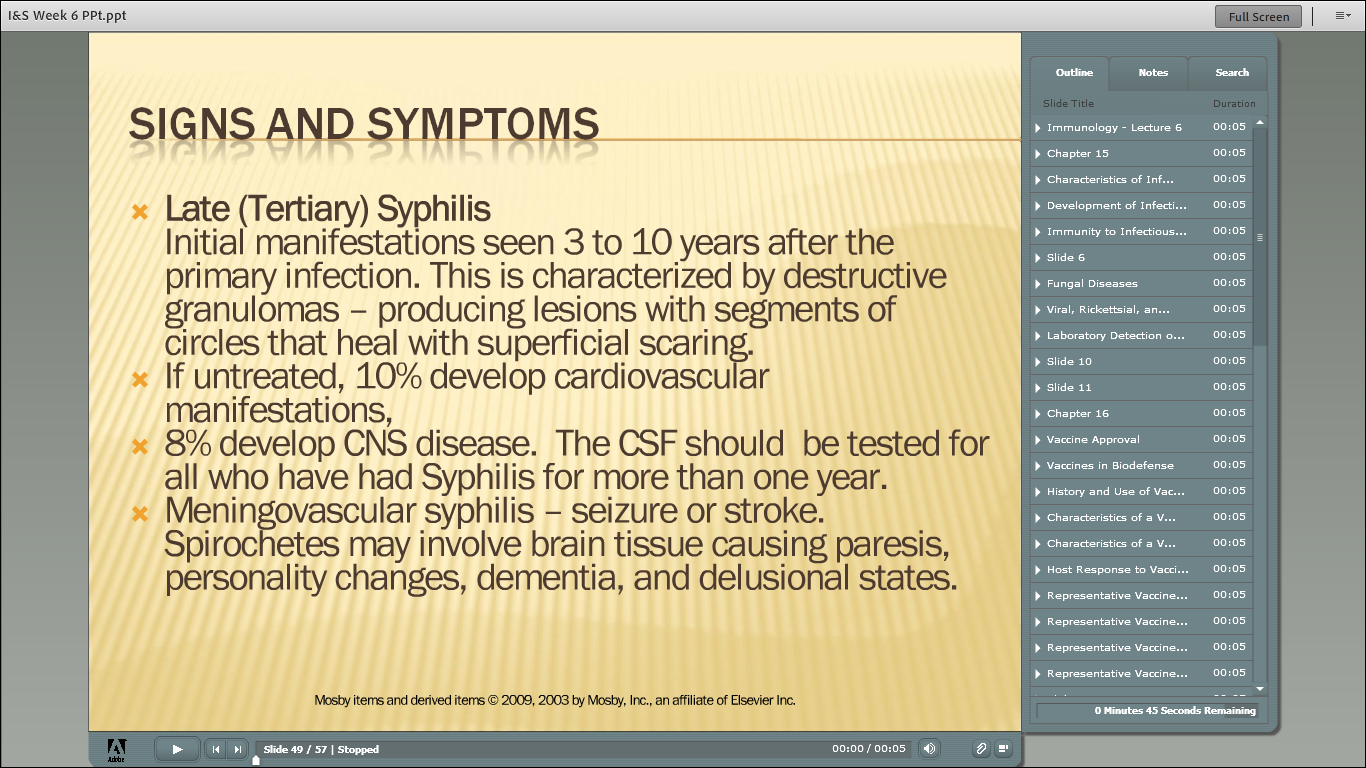 I&S Week 6 PPt.ppt
Full Screen
SIGNS AND SYMPTOMS
Late (Tertiary) Syphilis
Initial manifestations seen 3 to 10 years after the
primary infection. This is characterized by destructive
granulomas – producing lesions with segments of
circles that heal with superficial scaring.
If untreated, 10% develop cardiovascular
manifestations,
8% develop CNS disease.  The CSF should  be tested for
all who have had Syphilis for more than one year.
Meningovascular syphilis – seizure or stroke.
Spirochetes may involve brain tissue causing paresis,
personality changes, dementia, and delusional states.
Mosby items and derived items © 2009, 2003 by Mosby, Inc., an affiliate of Elsevier Inc.
Outline Notes Search
Slide Title Duration
Immunology - Lecture 6 00:05
Chapter 15 00:05
Characteristics of Inf... 00:05
Development of Infecti... 00:05
Immunity to Infectious... 00:05
Slide 6 00:05
Fungal Diseases 00:05
Viral, Rickettsial, an... 00:05
Laboratory Detection o... 00:05
Slide 10 00:05
Slide 11 00:05
Chapter 16 00:05
Vaccine Approval 00:05
Vaccines in Biodefense 00:05
History and Use of Vac... 00:05
Characteristics of a V... 00:05
Characteristics of a V... 00:05
Host Response to Vacci... 00:05
Representative Vaccine... 00:05
Representative Vaccine... 00:05
Representative Vaccine... 00:05
Representative Vaccine... 00:05
0 Minutes 45 Seconds Remaining
Adobe
Slide 49 / 57 | Stopped 00:00 / 00:05